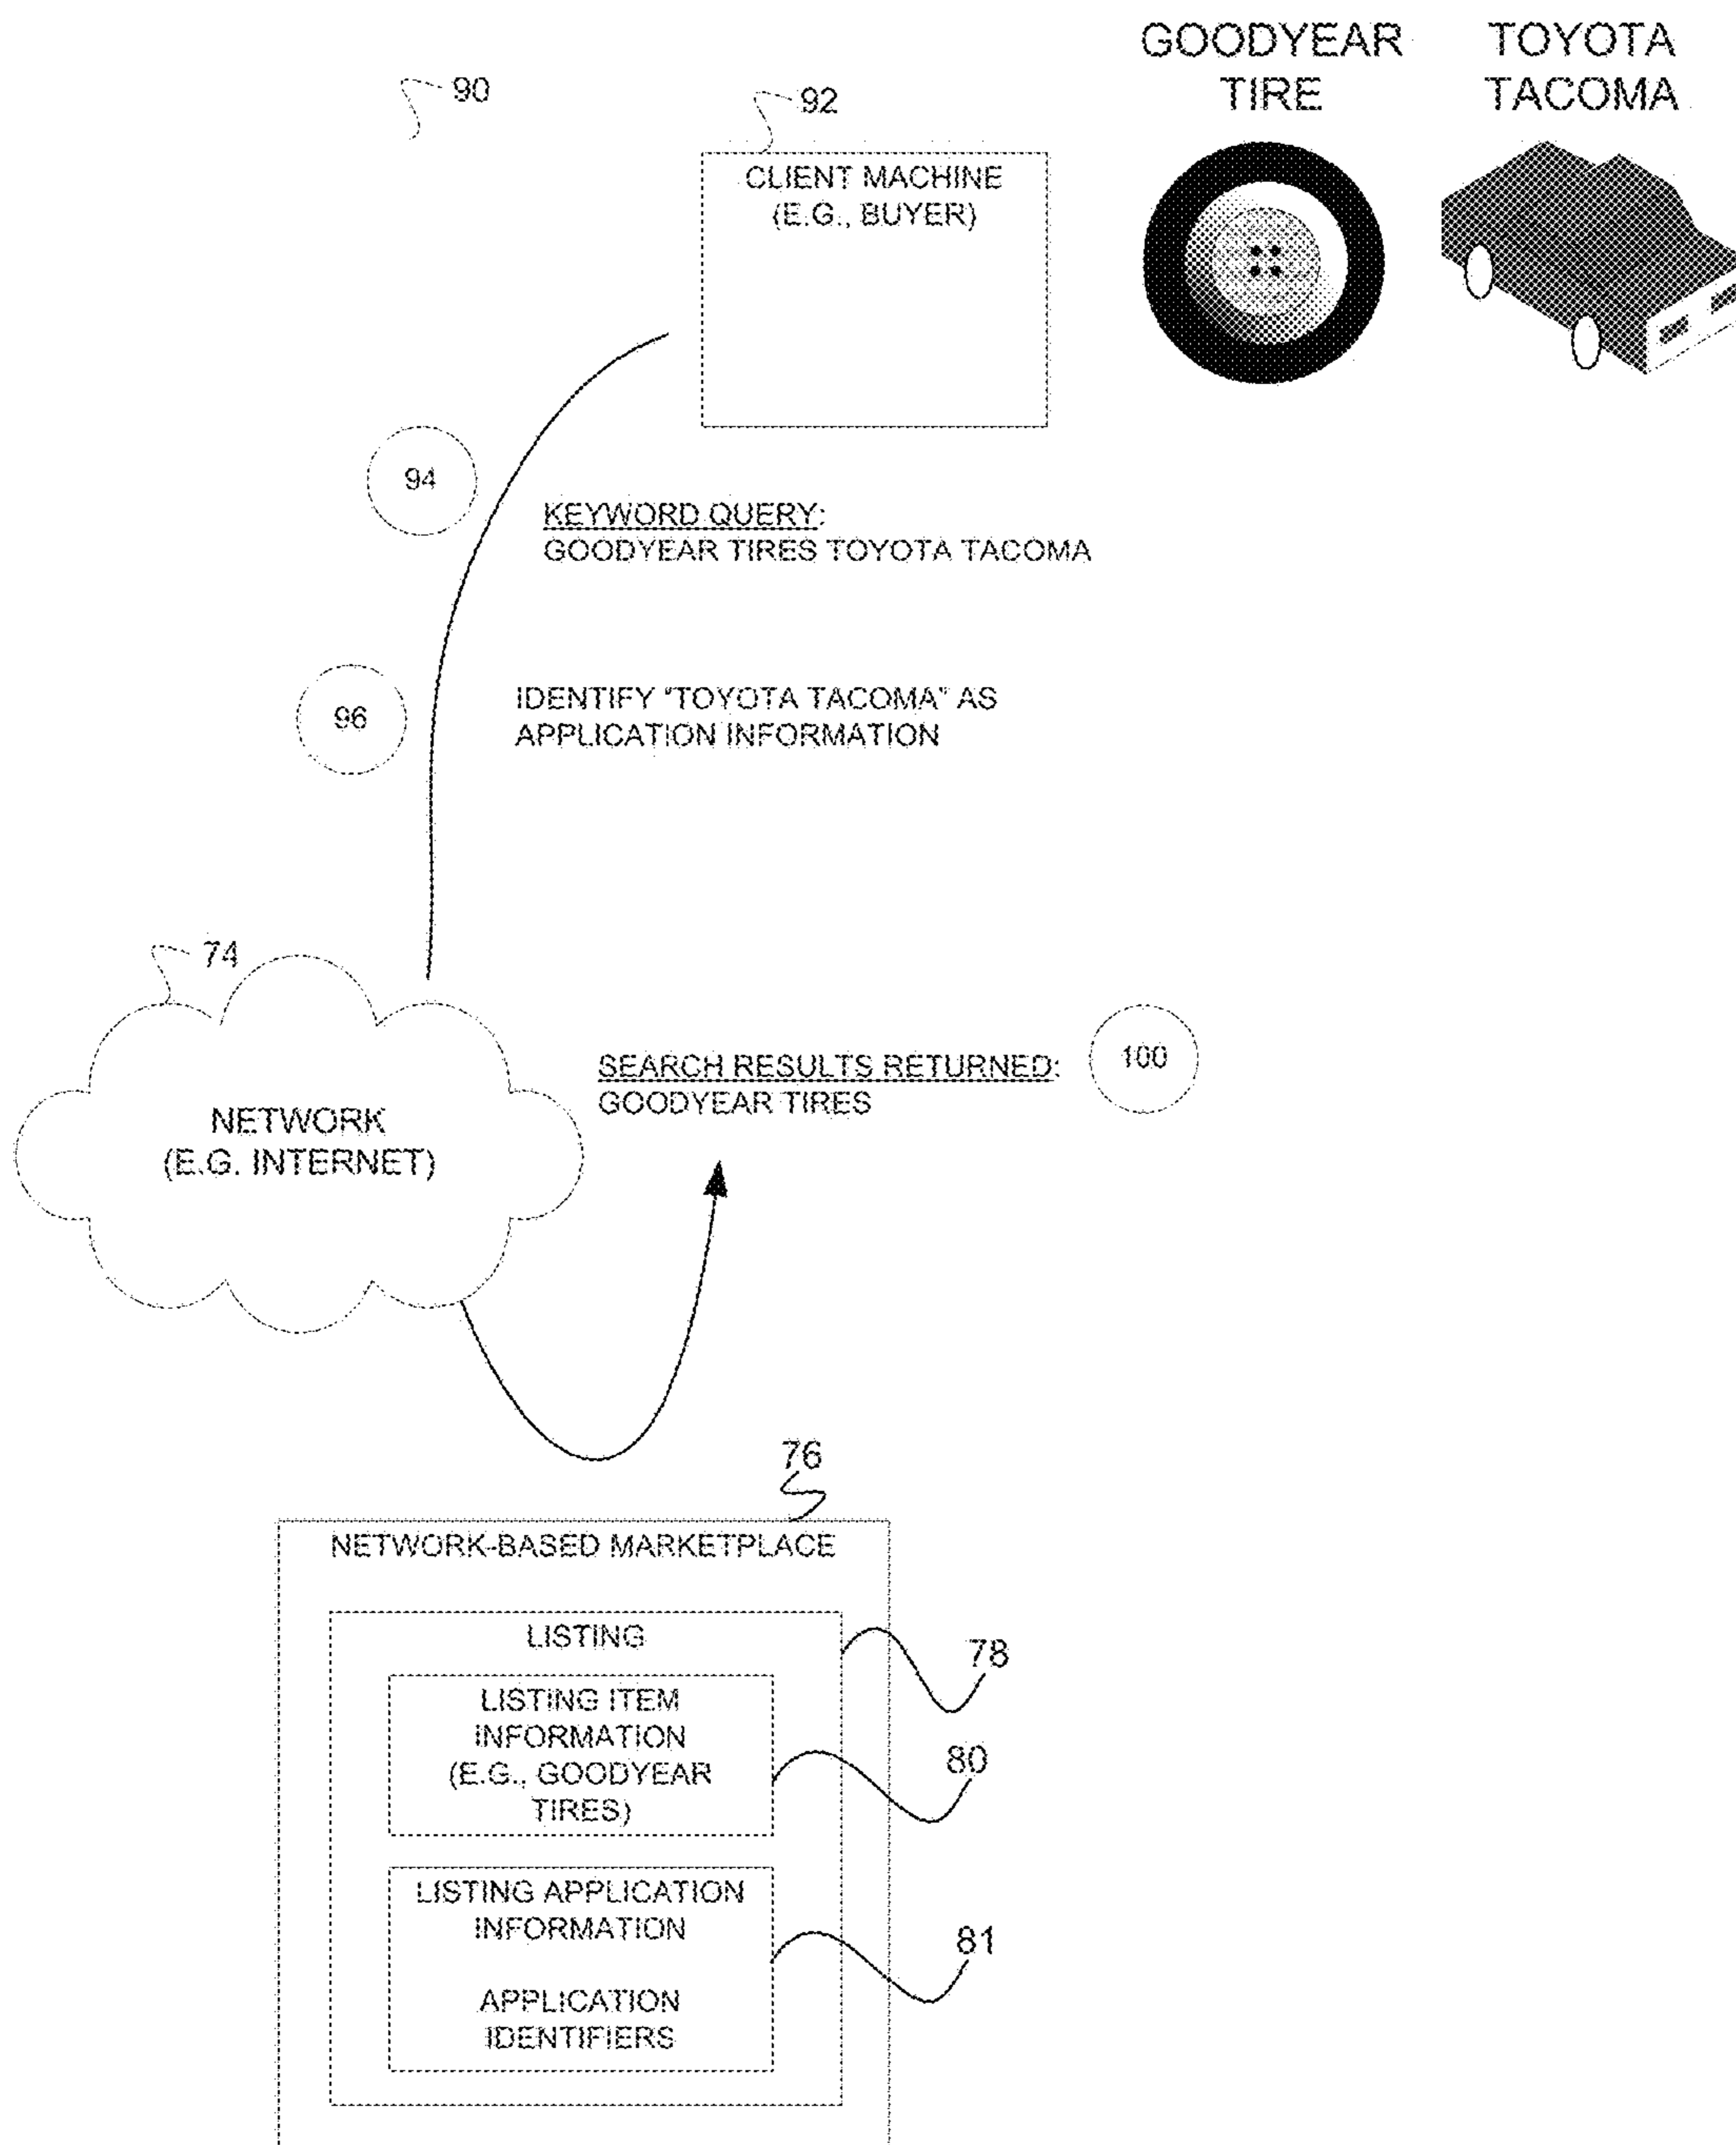 GOODYEAR
TIRE
TOYOTA
TACOMA
90
92
CLIENT MACHINE
(E.G., BUYER)
94
KEYWORD QUERY:
GOODYEAR TIRES TOYOTA TACOMA
96
IDENTIFY "TOYOTA TACOMA" AS
APPLICATION INFORMATION
74
NETWORK
(E.G. INTERNET)
SEARCH RESULTS RETURNED:
GOODYEAR TIRES
100
76
NETWORK-BASED MARKETPLACE
LISTING
78
LISTING ITEM
INFORMATION
(E.G., GOODYEAR
TIRES)
80
LISTING APPLICATION
INFORMATION
APPLICATION
IDENTIFIERS
81